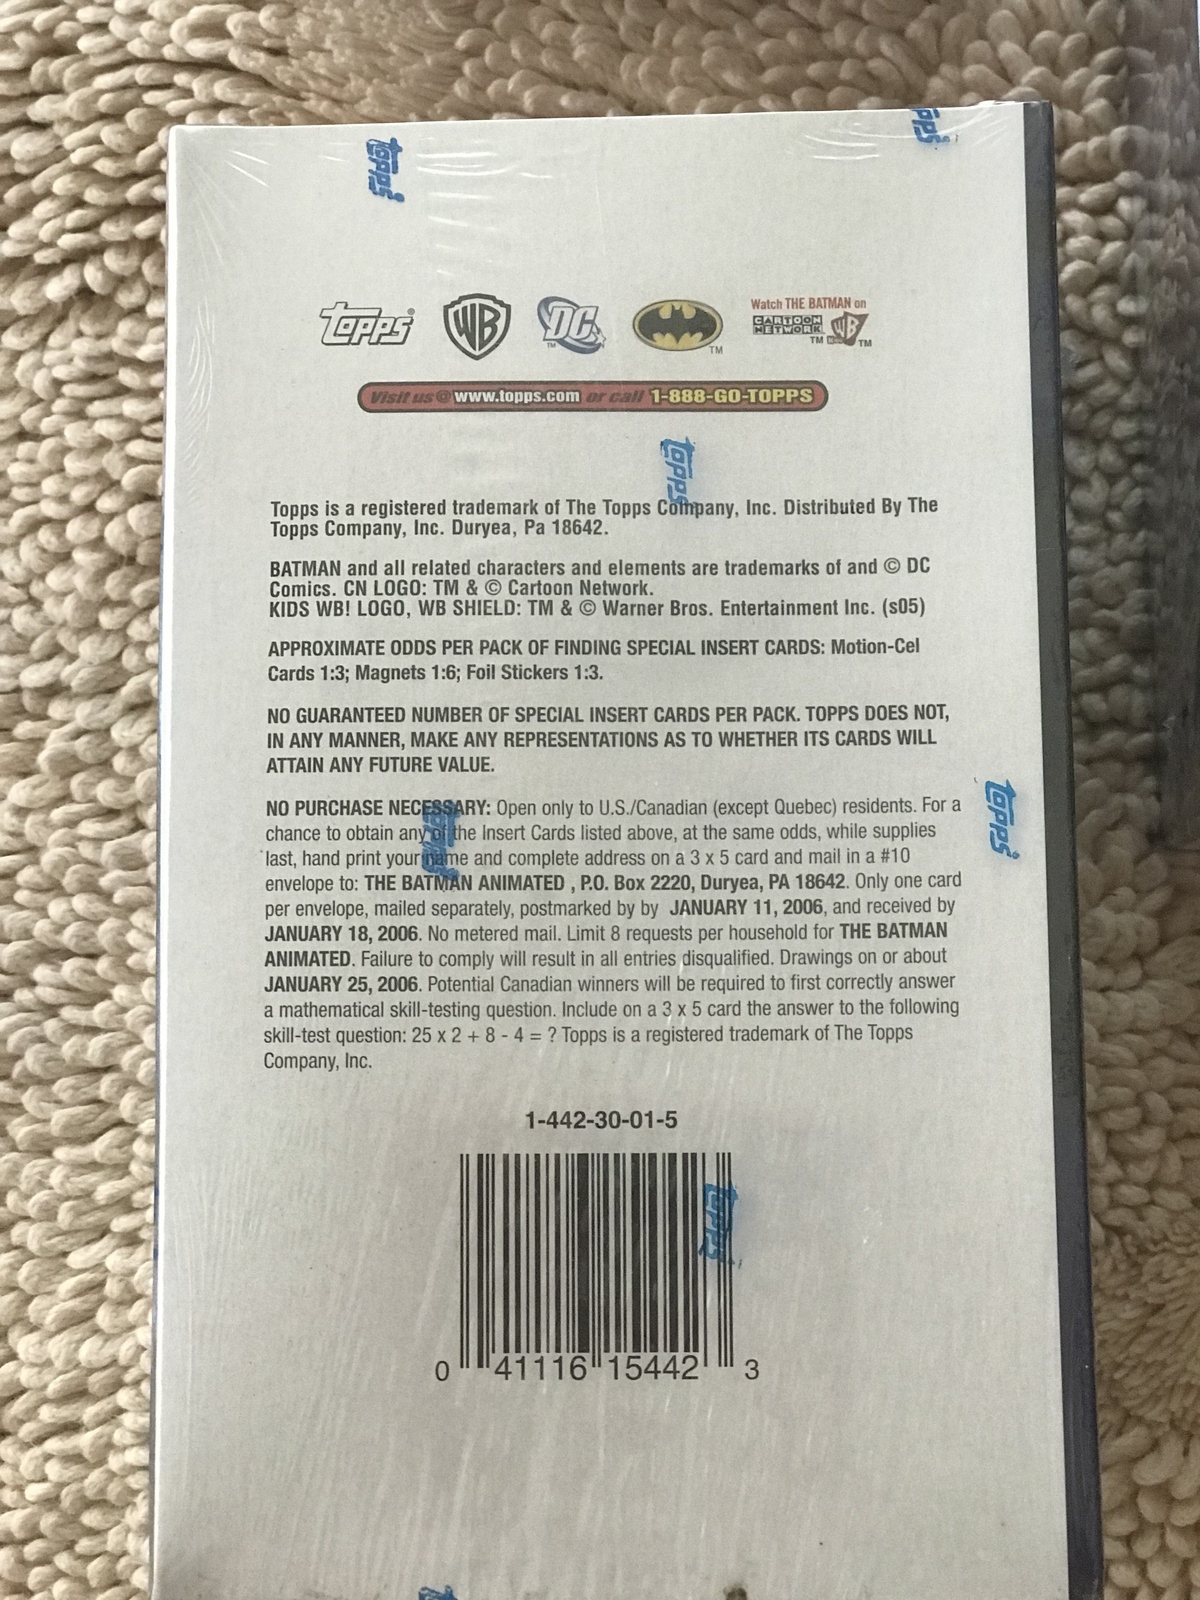 Topps
Topps
Topps WB DC BATMAN
Watch THE BATMAN on
CARTOON
NETWORK WB
Visit us@ www.topps.com or call 1-888-GO-TOPPS
Topps
Topps is a registered trademark of The Topps Company, Inc. Distributed By The
Topps Company, Inc. Duryea, Pa 18642.
BATMAN and all related characters and elements are trademarks of and © DC
Comics. CN LOGO: TM & © Cartoon Network.
KIDS WB! LOGO, WB SHIELD: TM & © Warner Bros. Entertainment Inc. (s05)
APPROXIMATE ODDS PER PACK OF FINDING SPECIAL INSERT CARDS: Motion-Cel
Cards 1:3; Magnets 1:6; Foil Stickers 1:3.
NO GUARANTEED NUMBER OF SPECIAL INSERT CARDS PER PACK. TOPPS DOES NOT,
IN ANY MANNER, MAKE ANY REPRESENTATIONS AS TO WHETHER ITS CARDS WILL
ATTAIN ANY FUTURE VALUE.
NO PURCHASE NECESSARY: Open only to U.S./Canadian (except Quebec) residents. For a
chance to obtain any of the Insert Cards listed above, at the same odds, while supplies
last, hand print your name and complete address on a 3 x 5 card and mail in a #10
envelope to: THE BATMAN ANIMATED , P.O. Box 2220, Duryea, PA 18642. Only one card
per envelope, mailed separately, postmarked by by JANUARY 11, 2006, and received by
JANUARY 18, 2006. No metered mail. Limit 8 requests per household for THE BATMAN
ANIMATED. Failure to comply will result in all entries disqualified. Drawings on or about
JANUARY 25, 2006. Potential Canadian winners will be required to first correctly answer
a mathematical skill-testing question. Include on a 3 x 5 card the answer to the following
skill-test question: 25 x 2 + 8 - 4 = ? Topps is a registered trademark of The Topps
Company, Inc.
Topps
Topps
1-442-30-01-5
Topps
0 41116 15442 3